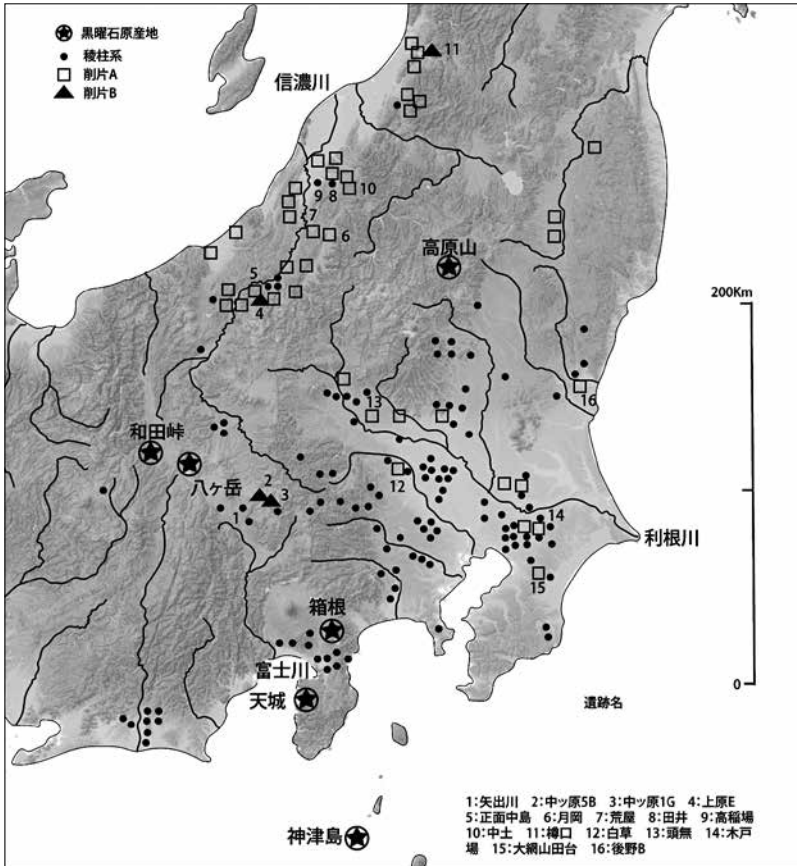 黒曜石原産地
稜柱系
削片A
削片B
信濃川
11
9
8
10
7
6
高原山
5
4
200Km
13
16
和田峠
八ヶ岳
2
3
1
12
14
利根川
15
箱根
富士川
天城
0
遺跡名
神津島
1:矢出川 2:中ッ原5B 3:中ッ原1G 4:上原E
5:正面中島 6:月岡 7:荒屋 8:田井 9:高稲場
10:中土 11:樽口 12:白草 13:頭無 14:木戸
場 15:大網山田台 16:後野B